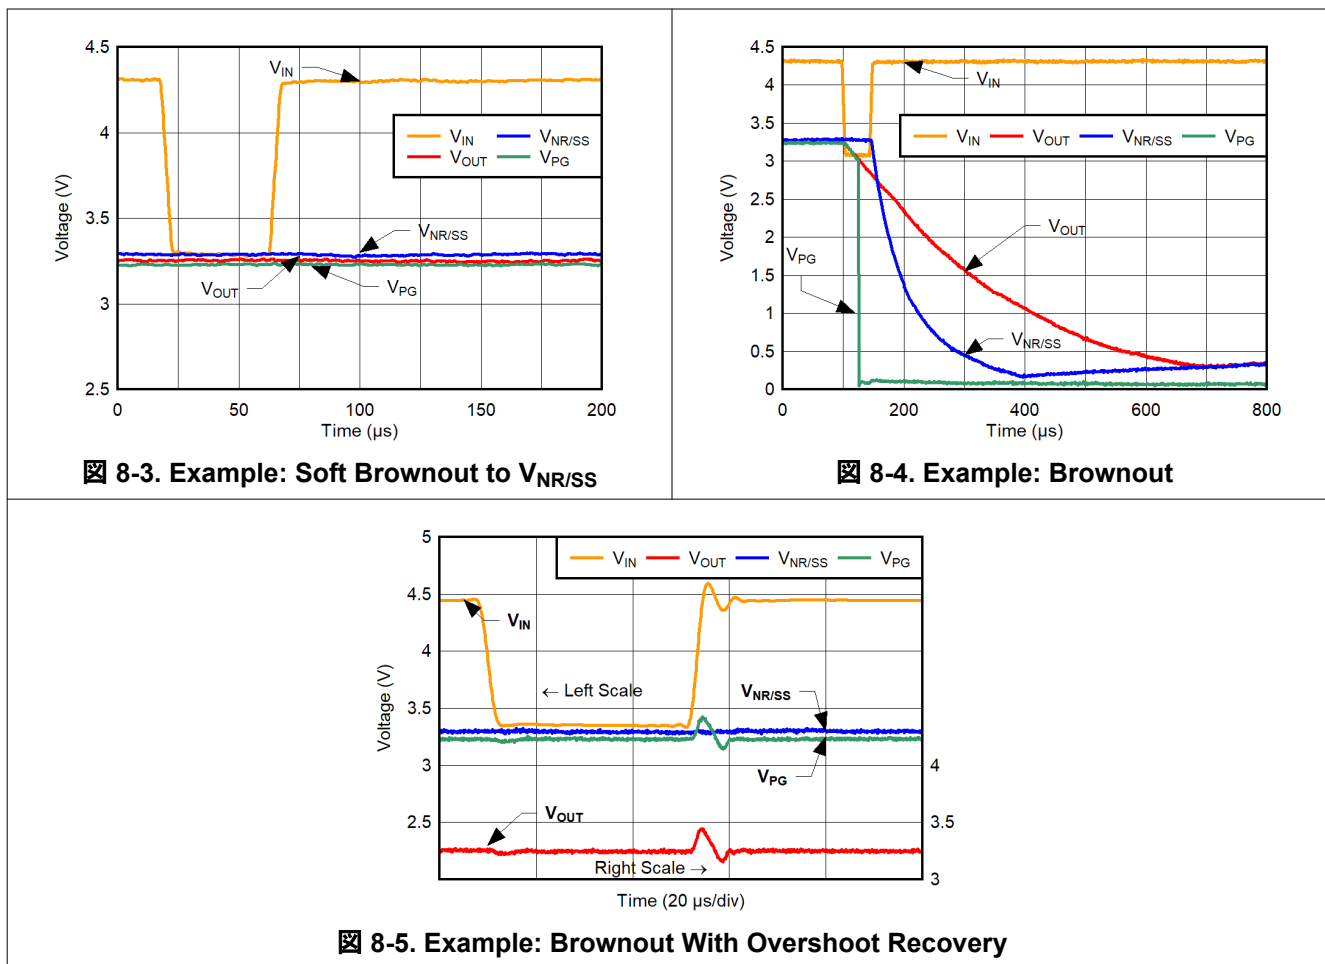 4.5
4
3.5
3
2.5
Voltage (V)
V_IN
V_IN V_NR/SS
V_OUT V_PG
V_NR/SS
V_OUT
V_PG
0 50 100 150 200
Time (µs)
図 8-3. Example: Soft Brownout to V_NR/SS
4.5
4
3.5
3
2.5
2
1.5
1
0.5
0
Voltage (V)
V_IN
V_IN V_OUT V_NR/SS V_PG
V_OUT
V_PG
V_NR/SS
0 200 400 600 800
Time (µs)
図 8-4. Example: Brownout
5
4.5
4
3.5
3
2.5
Voltage (V)
V_IN V_OUT V_NR/SS V_PG
V_IN
← Left Scale
V_NR/SS
V_PG
V_OUT
Right Scale →
4
3.5
3
Time (20 µs/div)
図 8-5. Example: Brownout With Overshoot Recovery